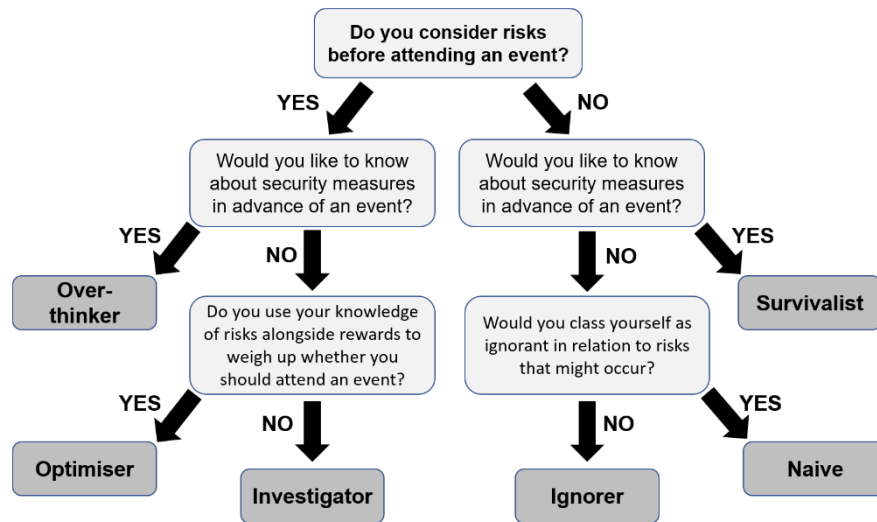 Do you consider risks
before attending an event?
YES
NO
Would you like to know
about security measures
in advance of an event?
Would you like to know
about security measures
in advance of an event?
YES
NO
NO
YES
Over-
thinker
Do you use your knowledge
of risks alongside rewards to
weigh up whether you
should attend an event?
Would you class yourself as
ignorant in relation to risks
that might occur?
Survivalist
YES
NO
NO
YES
Optimiser
Investigator
Ignorer
Naive